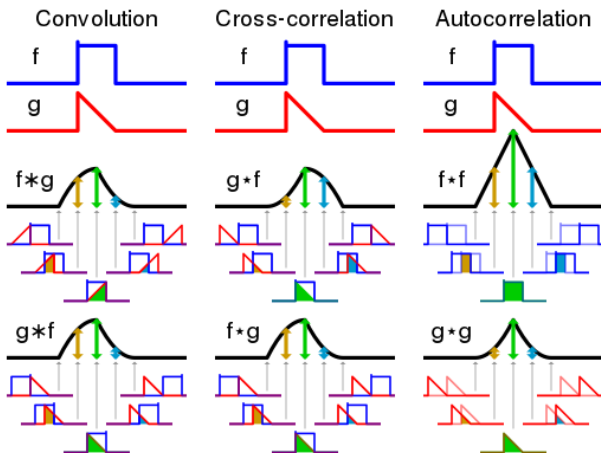 Convolution Cross-correlation Autocorrelation
f f f
g g g
f∗g g⋆f f⋆f
g∗f f⋆g g⋆g